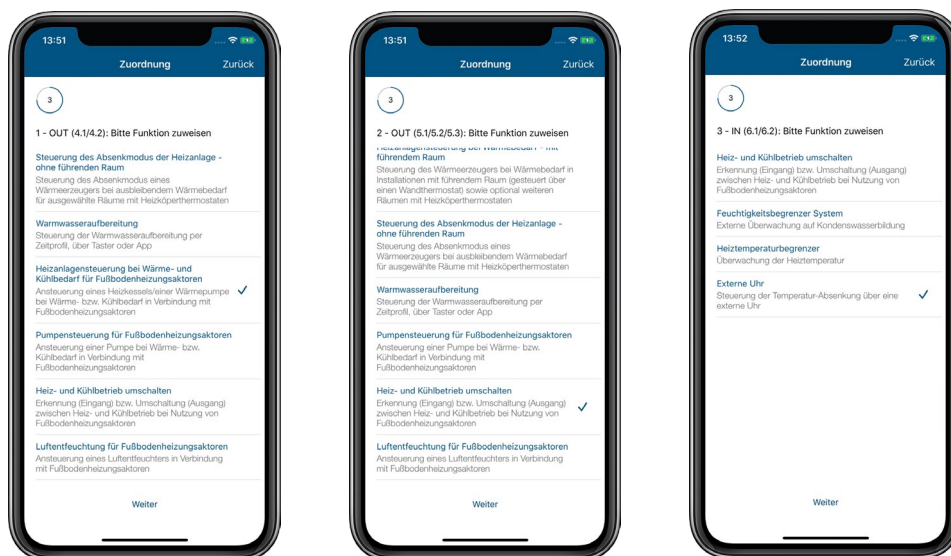 13:51
Zuordnung Zurück
3
1 - OUT (4.1/4.2): Bitte Funktion zuweisen
Steuerung des Absenkmodus der Heizanlage -
ohne führenden Raum
Steuerung des Absenkmodus eines
Wärmeerzeugers bei ausbleibendem Wärmebedarf
für ausgewählte Räume mit Heizköperthermostaten
Warmwasseraufbereitung
Steuerung der Warmwasseraufbereitung per
Zeitprofil, über Taster oder App
Heizanlagensteuerung bei Wärme- und
Kühlbedarf für Fußbodenheizungsaktoren
Ansteuerung eines Heizkessels/einer Wärmepumpe
bei Wärme- bzw. Kühlbedarf in Verbindung mit
Fußbodenheizungsaktoren
Pumpensteuerung für Fußbodenheizungsaktoren
Ansteuerung einer Pumpe bei Wärme- bzw.
Kühlbedarf in Verbindung mit
Fußbodenheizungsaktoren
Heiz- und Kühlbetrieb umschalten
Erkennung (Eingang) bzw. Umschaltung (Ausgang)
zwischen Heiz- und Kühlbetrieb bei Nutzung von
Fußbodenheizungsaktoren
Luftentfeuchtung für Fußbodenheizungsaktoren
Ansteuerung eines Luftentfeuchters in Verbindung
mit Fußbodenheizungsaktoren
Weiter
13:51
Zuordnung Zurück
3
2 - OUT (5.1/5.2/5.3): Bitte Funktion zuweisen
Heizanlagensteuerung bei Wärmebedarf - mit
führendem Raum
Steuerung des Wärmeerzeugers bei Wärmebedarf in
Installationen mit führendem Raum (gesteuert über
einen Wandthermostat) sowie optional weiteren
Räumen mit Heizköperthermostaten
Steuerung des Absenkmodus der Heizanlage -
ohne führenden Raum
Steuerung des Absenkmodus eines
Wärmeerzeugers bei ausbleibendem Wärmebedarf
für ausgewählte Räume mit Heizköperthermostaten
Warmwasseraufbereitung
Steuerung der Warmwasseraufbereitung per
Zeitprofil, über Taster oder App
Pumpensteuerung für Fußbodenheizungsaktoren
Ansteuerung einer Pumpe bei Wärme- bzw.
Kühlbedarf in Verbindung mit
Fußbodenheizungsaktoren
Heiz- und Kühlbetrieb umschalten
Erkennung (Eingang) bzw. Umschaltung (Ausgang)
zwischen Heiz- und Kühlbetrieb bei Nutzung von
Fußbodenheizungsaktoren
Luftentfeuchtung für Fußbodenheizungsaktoren
Ansteuerung eines Luftentfeuchters in Verbindung
mit Fußbodenheizungsaktoren
Weiter
13:52
Zuordnung Zurück
3
3 - IN (6.1/6.2): Bitte Funktion zuweisen
Heiz- und Kühlbetrieb umschalten
Erkennung (Eingang) bzw. Umschaltung (Ausgang)
zwischen Heiz- und Kühlbetrieb bei Nutzung von
Fußbodenheizungsaktoren
Feuchtigkeitsbegrenzer System
Externe Überwachung auf Kondenswasserbildung
Heiztemperaturbegrenzer
Überwachung der Heiztemperatur
Externe Uhr
Steuerung der Temperatur-Absenkung über eine
externe Uhr
Weiter